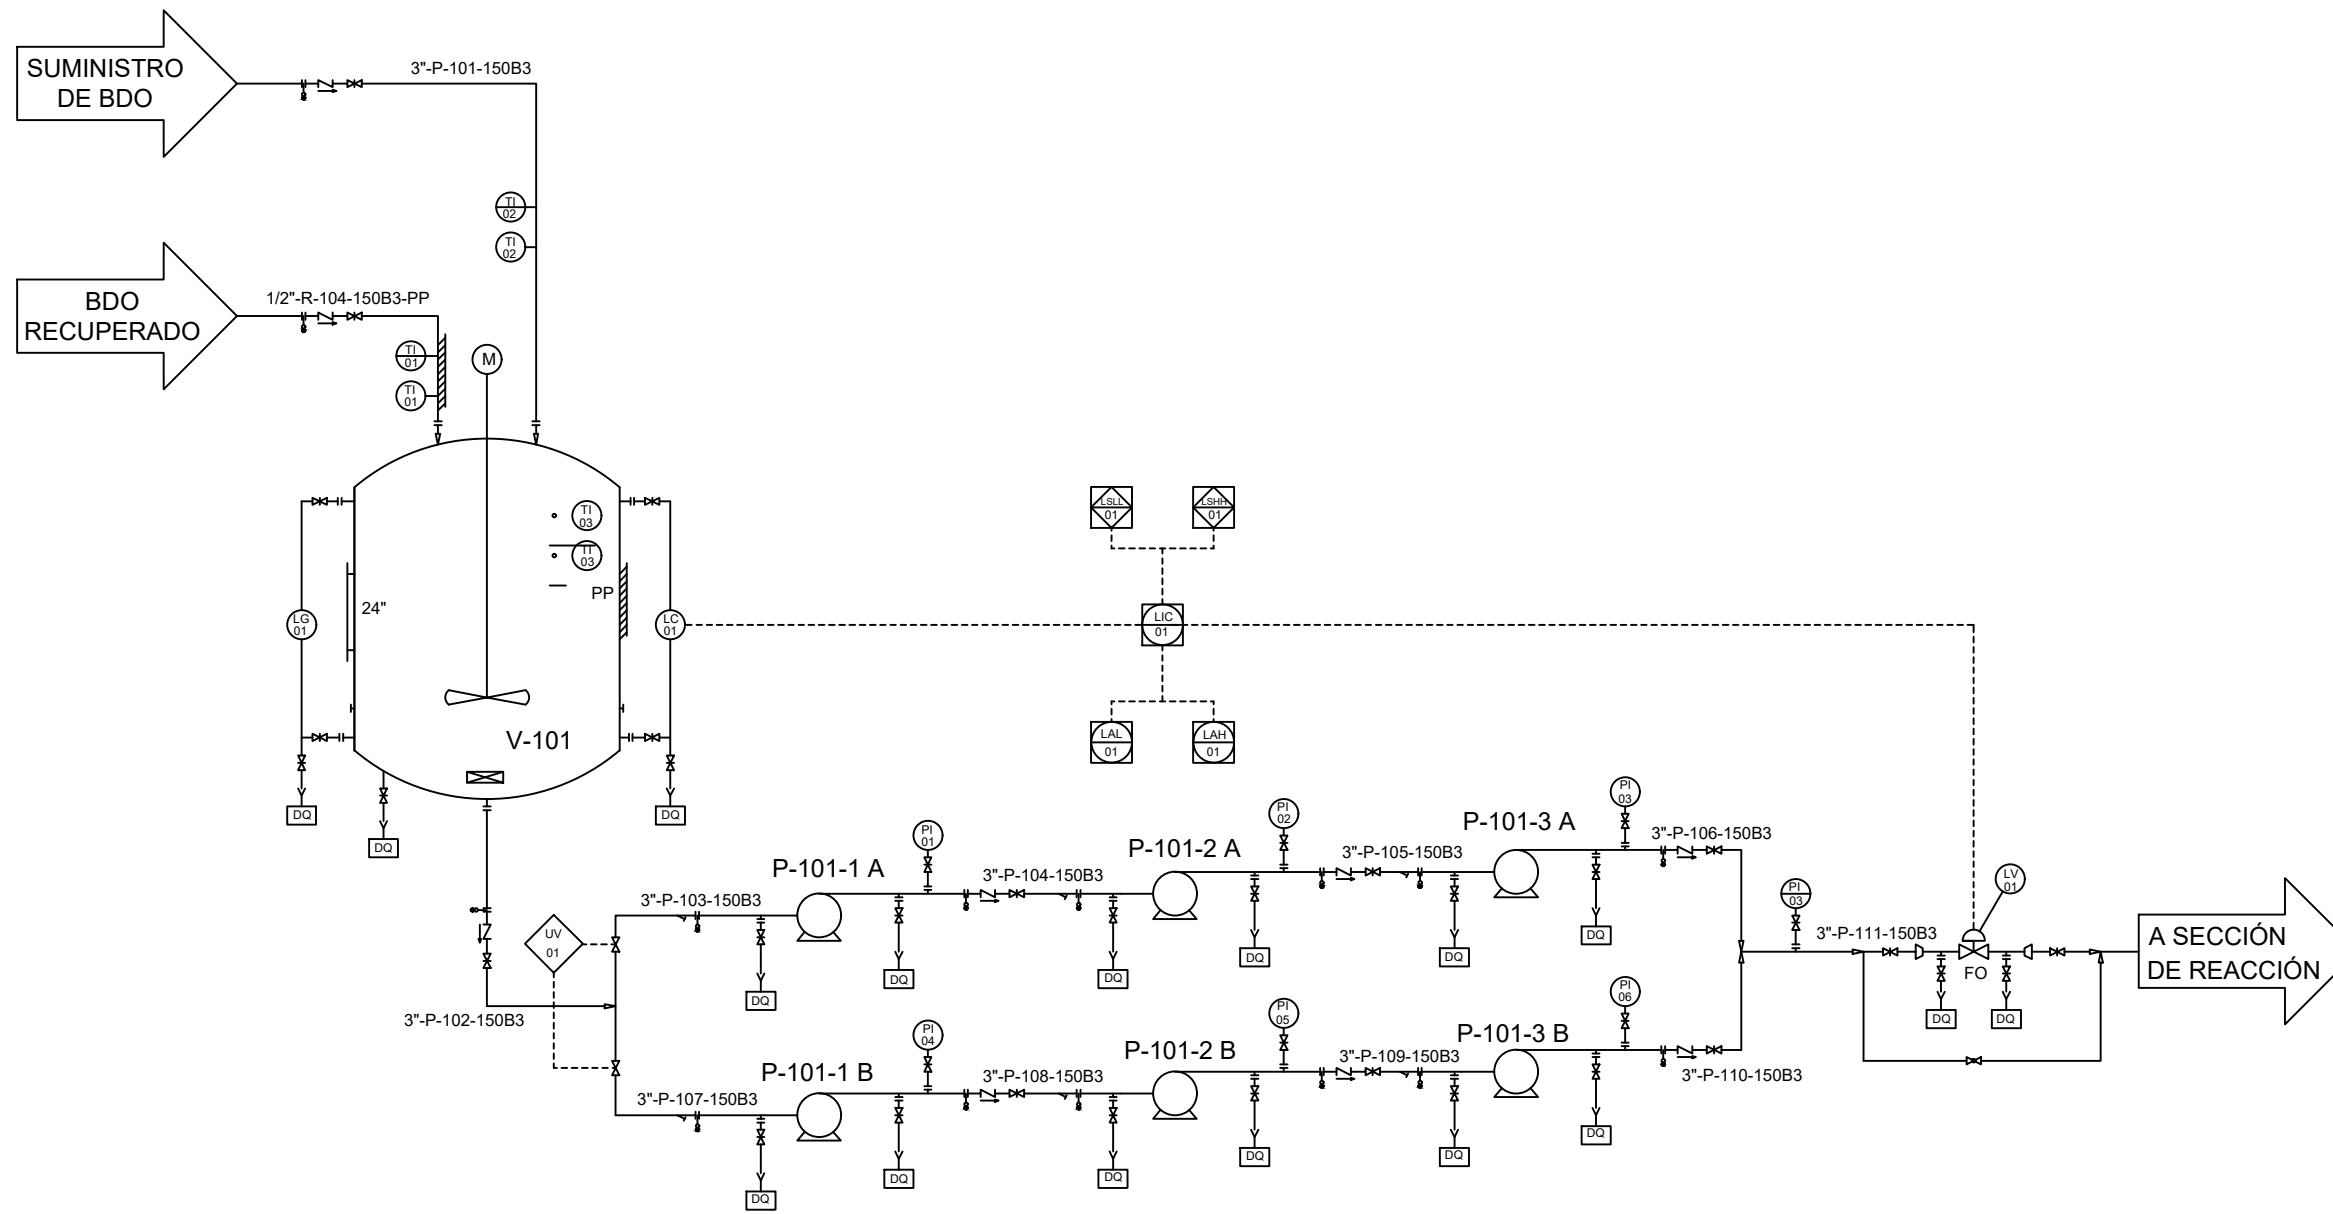 SUMINISTRO
DE BDO
3"-P-101-150B3
TI
02
TI
02
BDO
RECUPERADO
1/2"-R-104-150B3-PP
TI
01
TI
01
M
TI
03
TI
03
PP
24"
LG
01
LC
01
V-101
DQ
DQ
DQ
LSLL
01
LSHH
01
LIC
01
LAL
01
LAH
01
3"-P-102-150B3
UV
01
3"-P-103-150B3
P-101-1 A
PI
01
3"-P-104-150B3
P-101-2 A
PI
02
3"-P-105-150B3
P-101-3 A
PI
03
3"-P-106-150B3
DQ
DQ
DQ
DQ
DQ
DQ
3"-P-107-150B3
P-101-1 B
PI
04
3"-P-108-150B3
P-101-2 B
PI
05
3"-P-109-150B3
P-101-3 B
PI
06
3"-P-110-150B3
DQ
DQ
DQ
DQ
DQ
DQ
PI
03
3"-P-111-150B3
LV
01
FO
DQ
DQ
A SECCIÓN
DE REACCIÓN